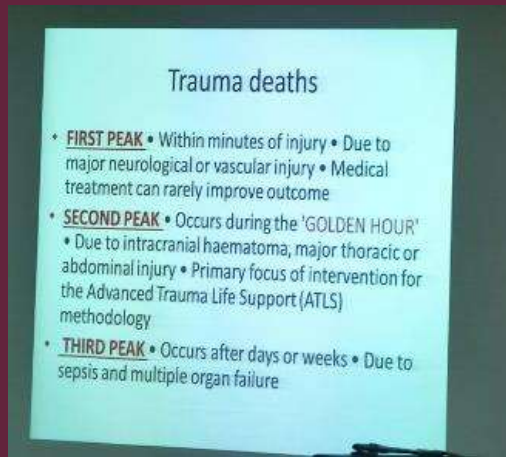 Trauma deaths
• FIRST PEAK • Within minutes of injury • Due to
major neurological or vascular injury • Medical
treatment can rarely improve outcome
• SECOND PEAK • Occurs during the 'GOLDEN HOUR'
• Due to intracranial haematoma, major thoracic or
abdominal injury • Primary focus of intervention for
the Advanced Trauma Life Support (ATLS)
methodology
• THIRD PEAK • Occurs after days or weeks • Due to
sepsis and multiple organ failure